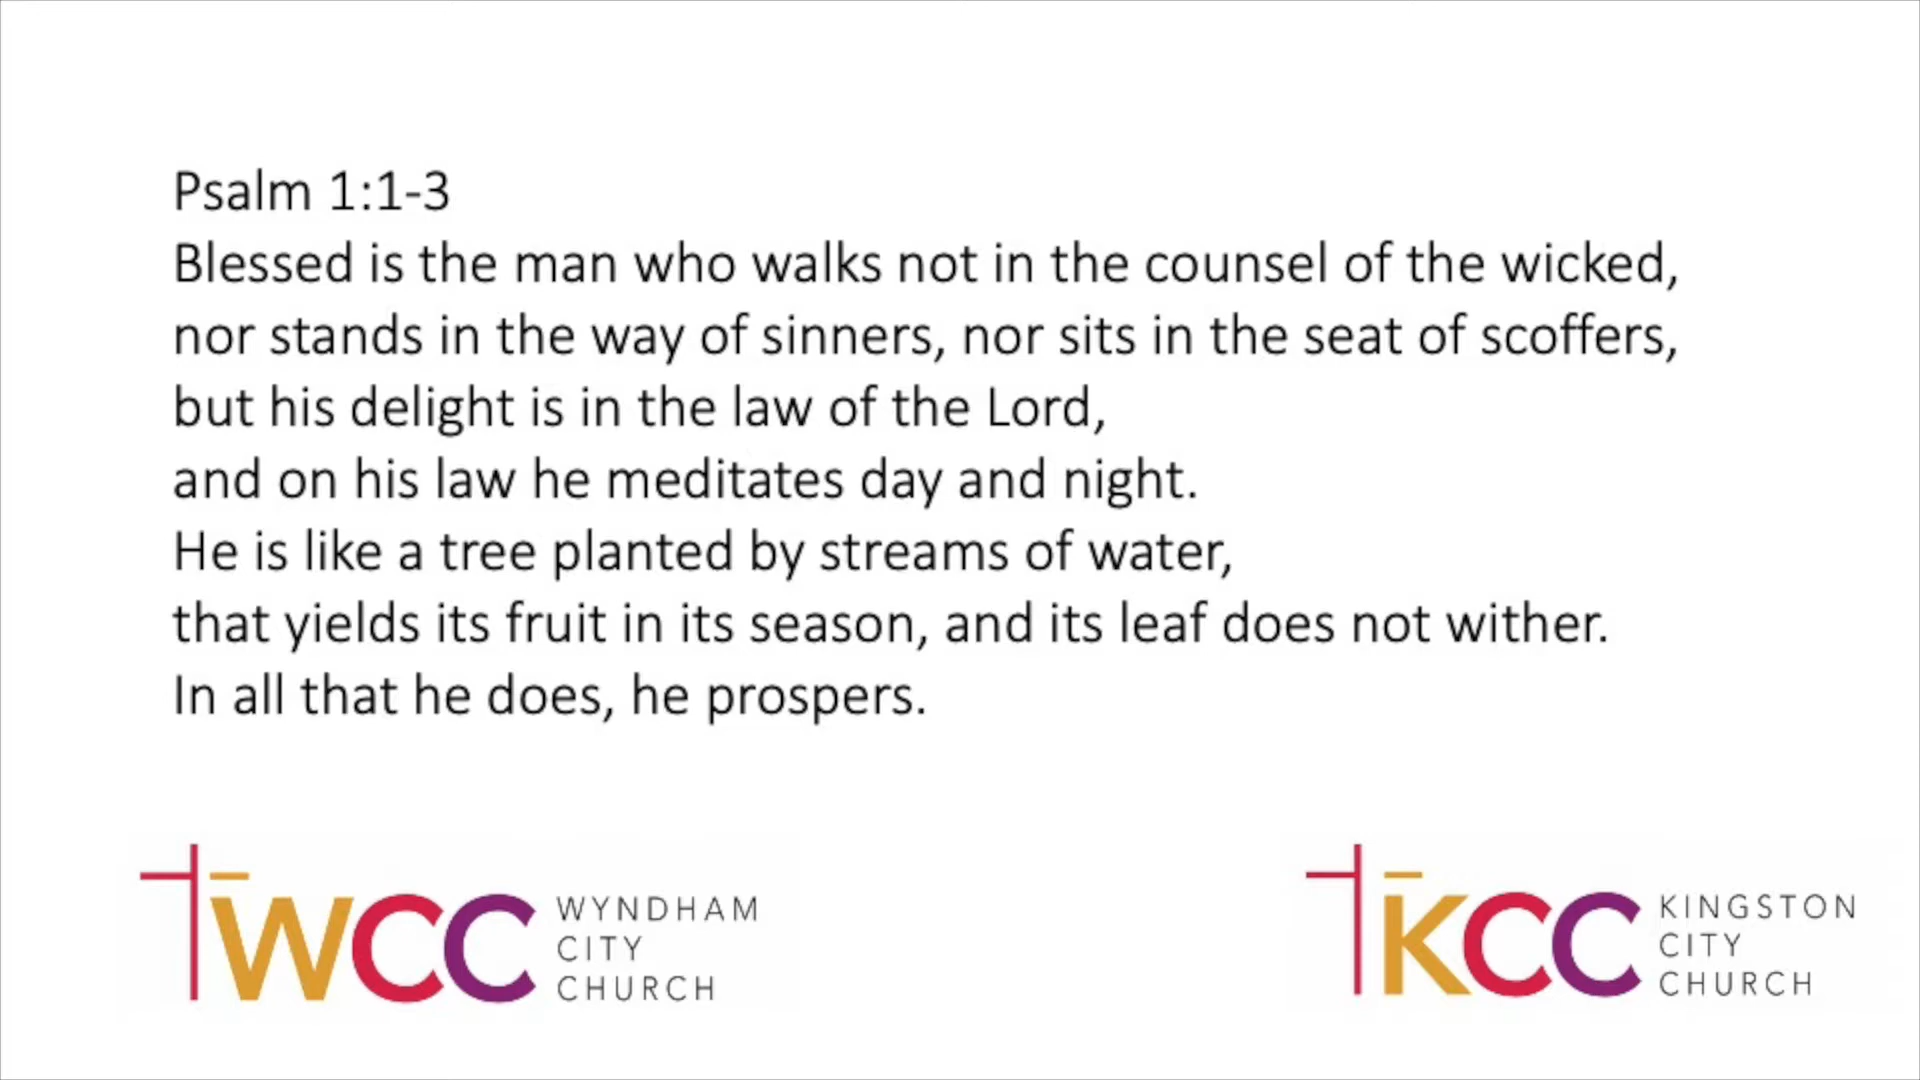 Psalm 1:1-3
Blessed is the man who walks not in the counsel of the wicked,
nor stands in the way of sinners, nor sits in the seat of scoffers,
but his delight is in the law of the Lord,
and on his law he meditates day and night.
He is like a tree planted by streams of water,
that yields its fruit in its season, and its leaf does not wither.
In all that he does, he prospers.
WCC
WYNDHAM
CITY
CHURCH
KCC
KINGSTON
CITY
CHURCH